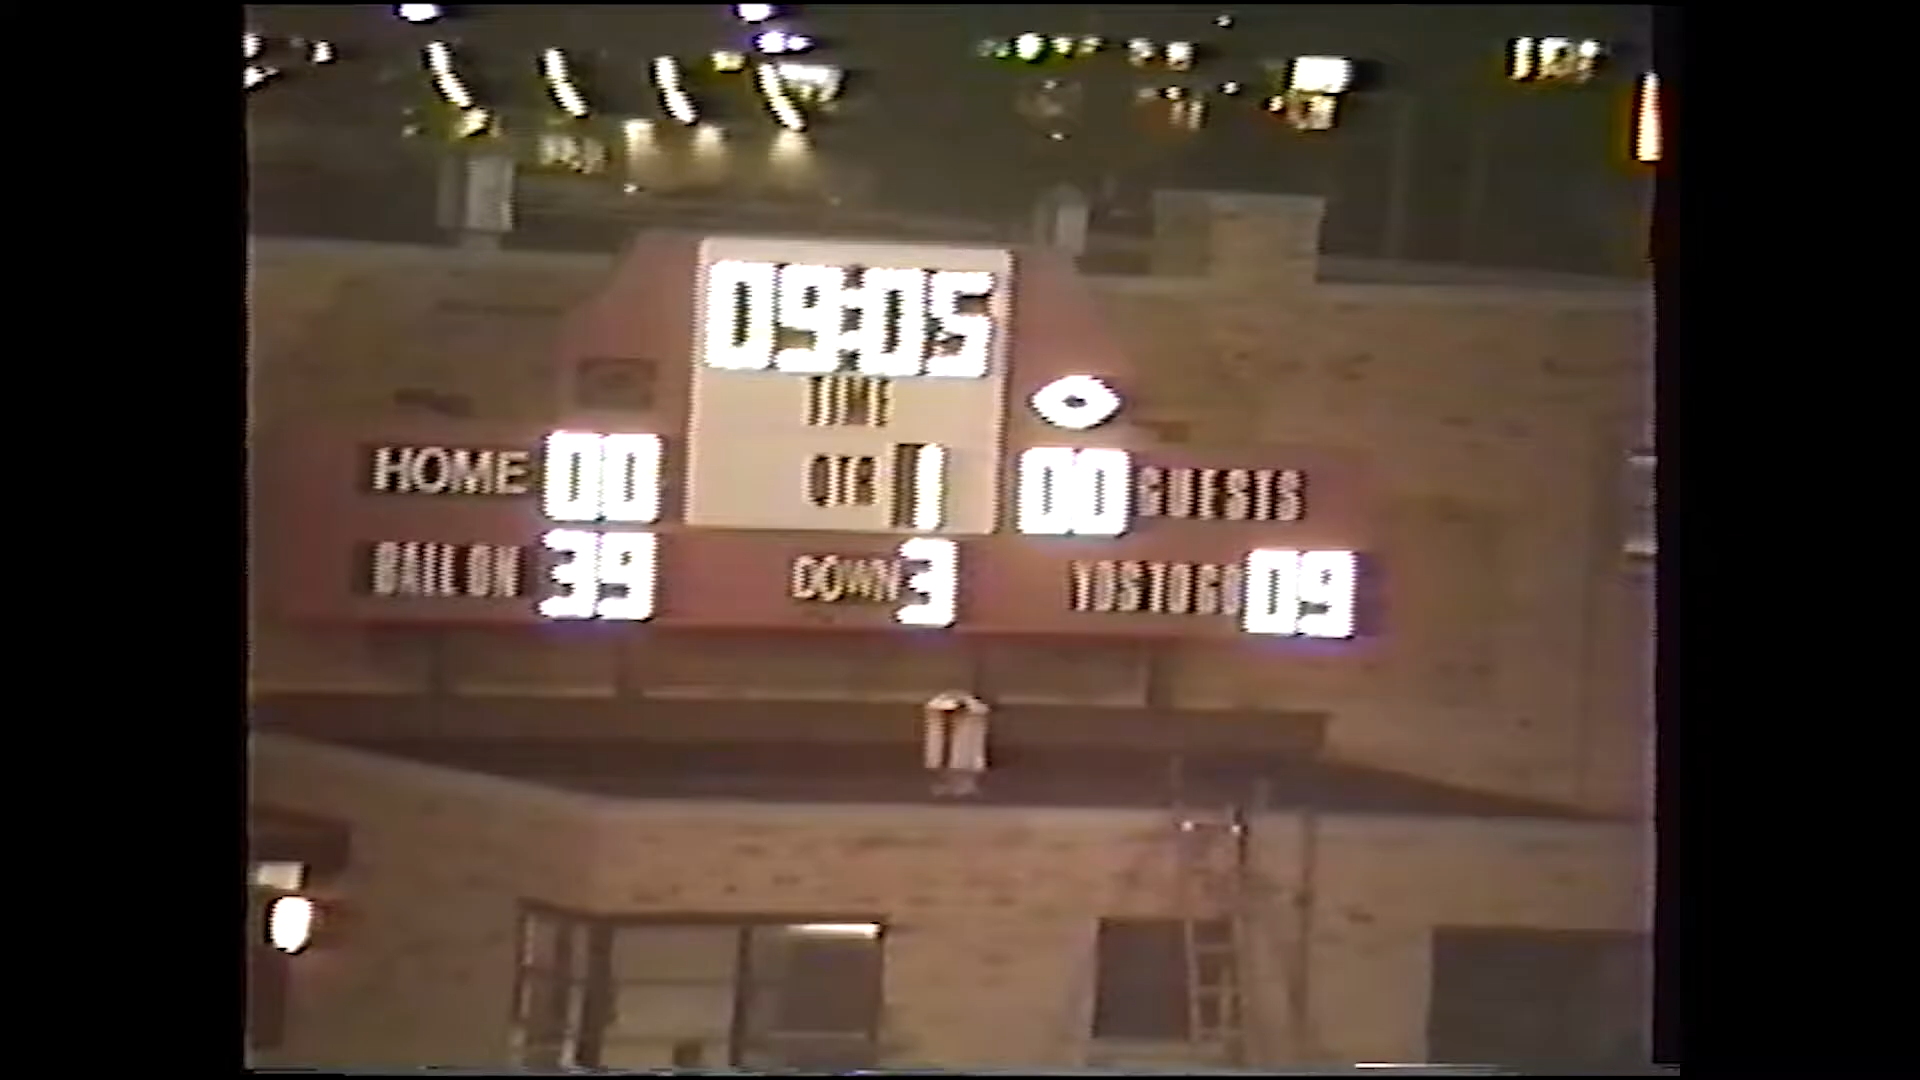 09:05
TIME
HOME 00 QTR 1 00 GUESTS
BALL ON 39 DOWN 3 YDS TO GO 09